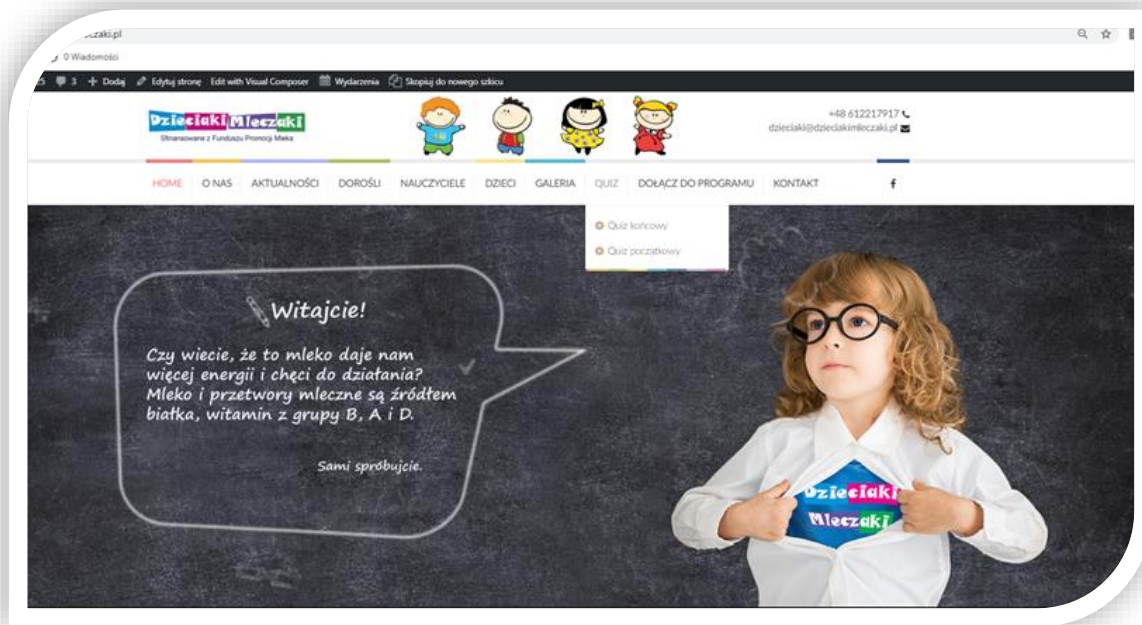 0 Wiadomości
3 + Dodaj Edytuj stronę Edit with Visual Composer Wydarzenia Skopiuj do nowego szkicu
Dzieciaki Mleczaki
Sfinansowane z Funduszu Promocji Mleka
+48 612217917
dzieciaki@dzieciakimleczaki.pl
HOME O NAS AKTUALNOŚCI DOROŚLI NAUCZYCIELE DZIECI GALERIA QUIZ DOŁĄCZ DO PROGRAMU KONTAKT f
Quiz końcowy
Quiz początkowy
Witajcie!
Czy wiecie, że to mleko daje nam
więcej energii i chęci do działania?
Mleko i przetwory mleczne są źródłem
białka, witamin z grupy B, A i D.
Sami spróbujcie.
Dzieciaki
Mleczaki